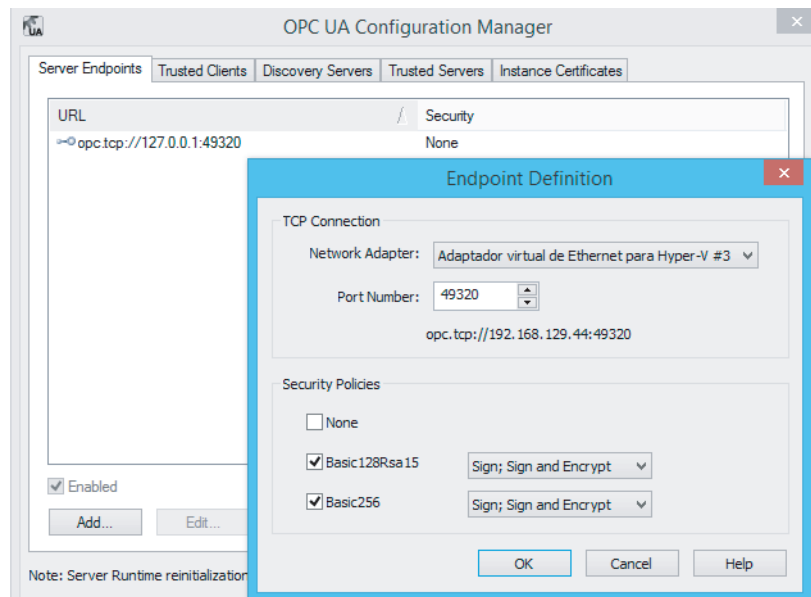 UA
OPC UA Configuration Manager
Server Endpoints Trusted Clients Discovery Servers Trusted Servers Instance Certificates
URL Security
opc.tcp://127.0.0.1:49320 None
Endpoint Definition
TCP Connection
Network Adapter: Adaptador virtual de Ethernet para Hyper-V #3
Port Number: 49320
opc.tcp://192.168.129.44:49320
Security Policies
None
Basic128Rsa15 Sign; Sign and Encrypt
Basic256 Sign; Sign and Encrypt
Enabled
Add... Edit...
OK Cancel Help
Note: Server Runtime reinitialization